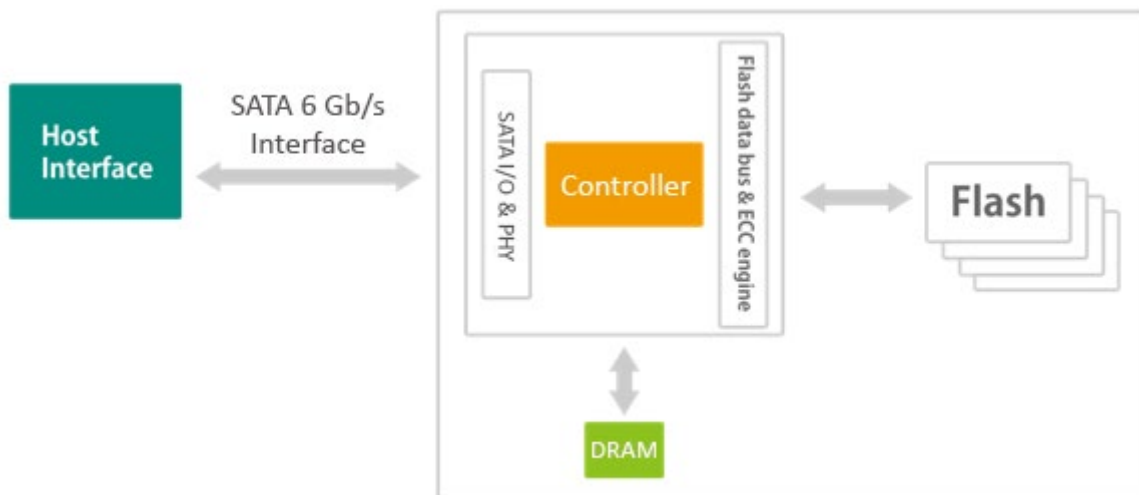 Host
Interface
SATA 6 Gb/s
Interface
SATA I/O & PHY
Controller
Flash data bus & ECC engine
Flash
DRAM